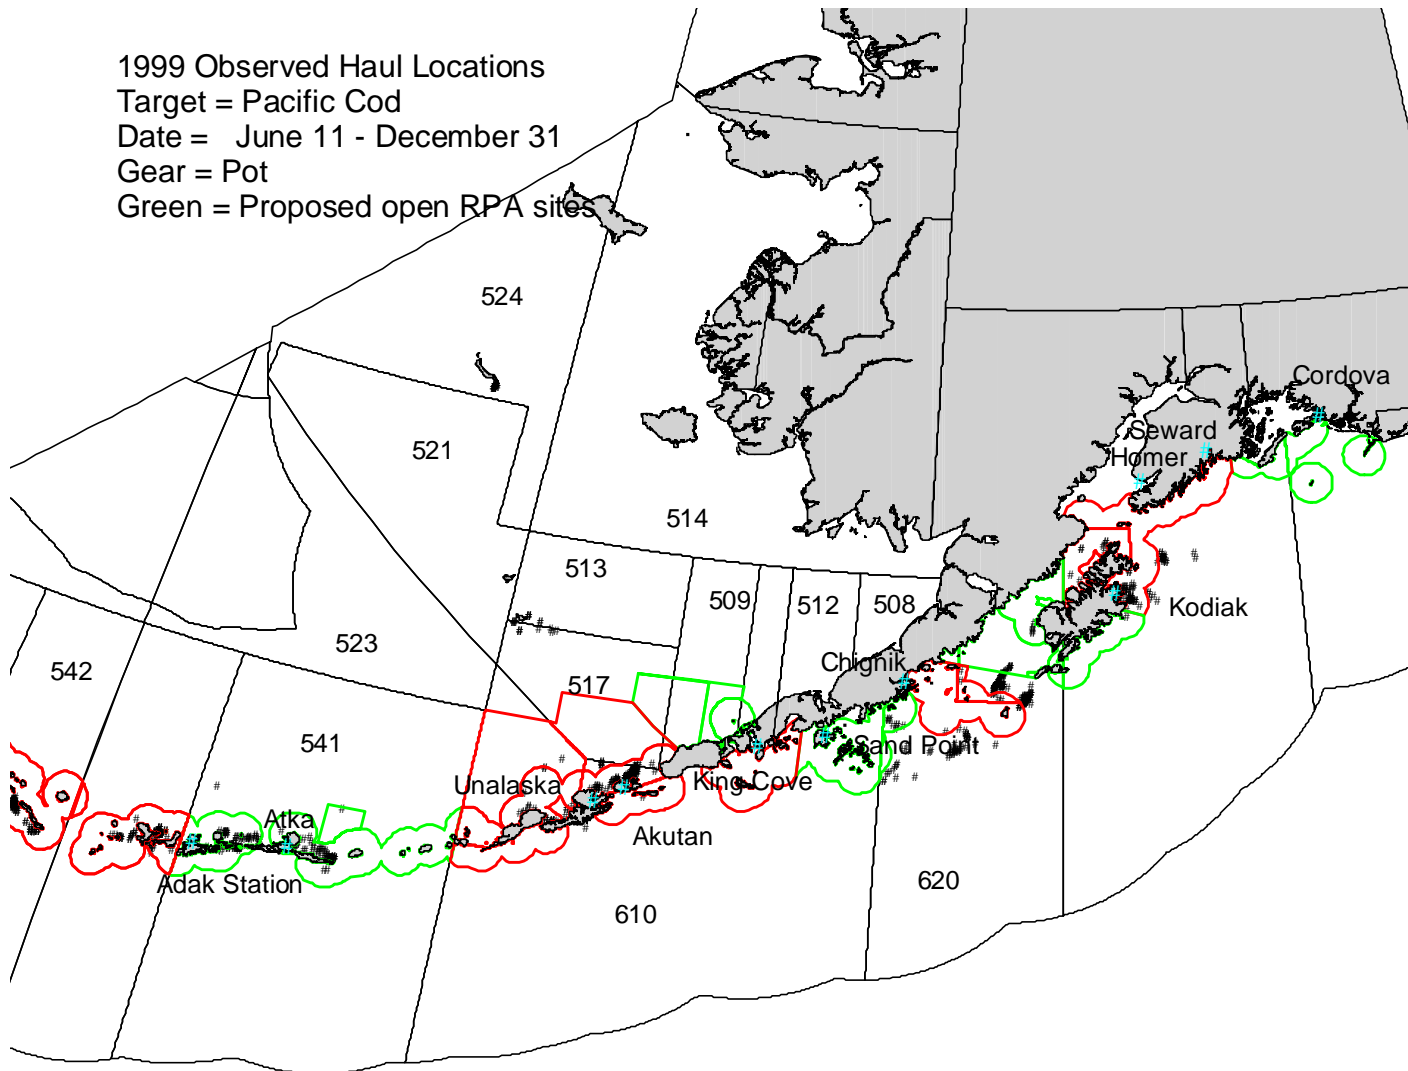 1999 Observed Haul Locations
Target = Pacific Cod
Date =   June 11 - December 31
Gear = Pot
Green = Proposed open RPA sites
524
Cordova
Seward
Homer
521
514
513
509
512
508
Kodiak
523
542
Chignik
517
541
Sand Point
Unalaska
King Cove
Atka
Akutan
Adak Station
620
610